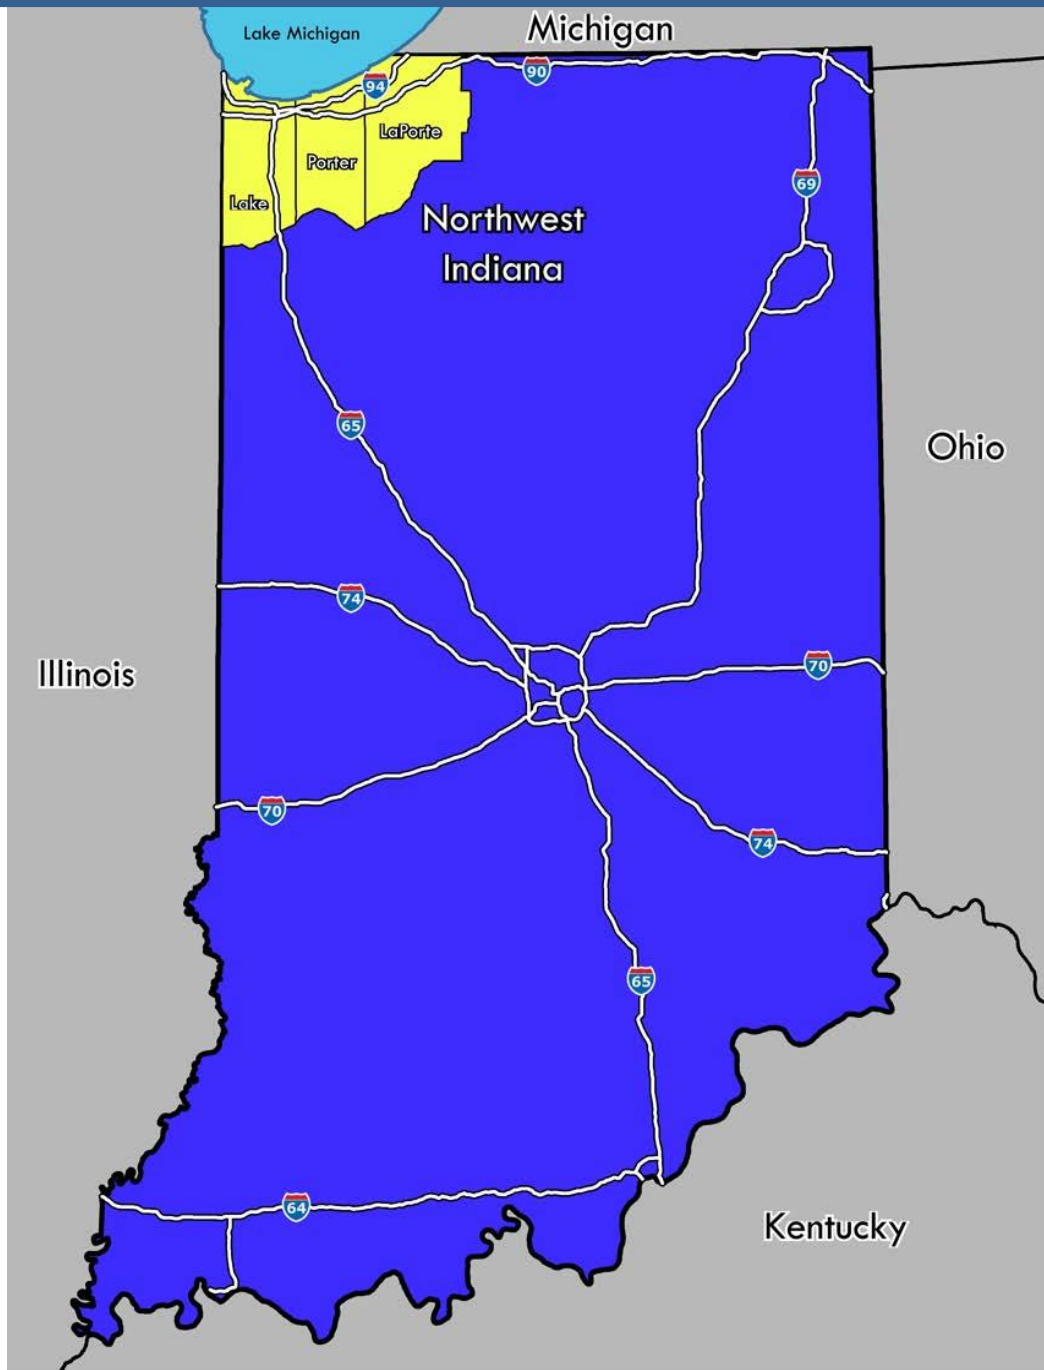 Michigan
Lake Michigan
90
94
LaPorte
Porter
69
Lake
Northwest
Indiana
65
Ohio
74
70
Illinois
70
74
65
64
Kentucky